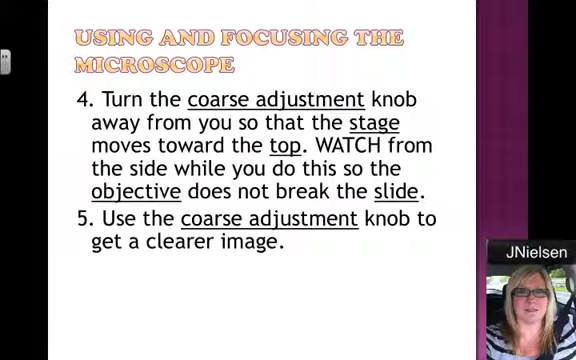 USING AND FOCUSING THE
MICROSCOPE
4. Turn the coarse adjustment knob
away from you so that the stage
moves toward the top. WATCH from
the side while you do this so the
objective does not break the slide.
5. Use the coarse adjustment knob to
get a clearer image.
JNielsen